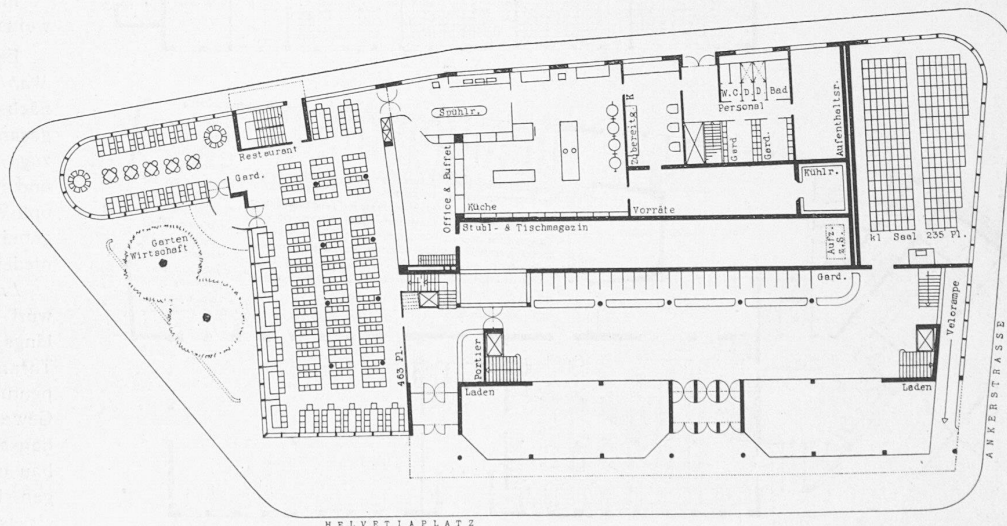 Restaurant
Gard.
Garten
Wirtschaft
463 Pl.
Office & Buffet
Spühlr.
Küche
Zubereitg
Vorräte
W.C. D. D. Bad
Personal
Gard
Gard.
Aufenthaltsr.
Kühlr.
Stuhl- & Tischmagazin
Aufz.
z.S.
Gard.
kl Saal 235 Pl.
Portier
Laden
Laden
Velorampe
ANKERSTRASSE
HELVETIAPLATZ